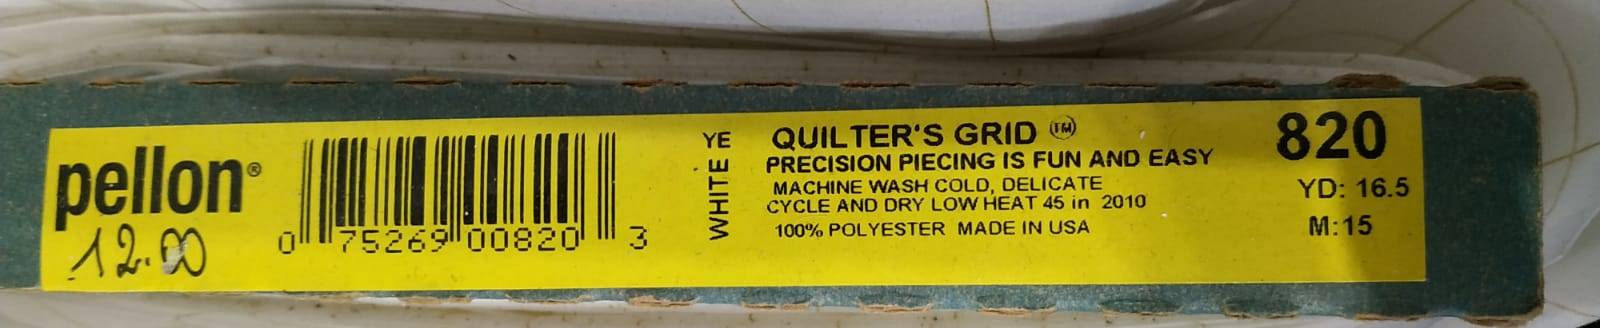 pellon®
12.00
0 75269 00820 3
YE
WHITE
QUILTER'S GRID ™
PRECISION PIECING IS FUN AND EASY
MACHINE WASH COLD, DELICATE
CYCLE AND DRY LOW HEAT 45 in 2010
100% POLYESTER MADE IN USA
820
YD: 16.5
M:15